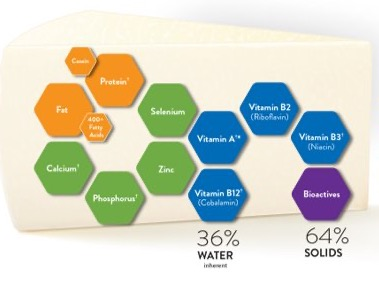 Casein
Protein†
Fat
400+
Fatty
Acids
Selenium
Vitamin B2
(Riboflavin)
Vitamin A†*
Vitamin B3†
(Niacin)
Calcium†
Zinc
Phosphorus†
Vitamin B12†
(Cobalamin)
Bioactives
36%
WATER
inherent
64%
SOLIDS